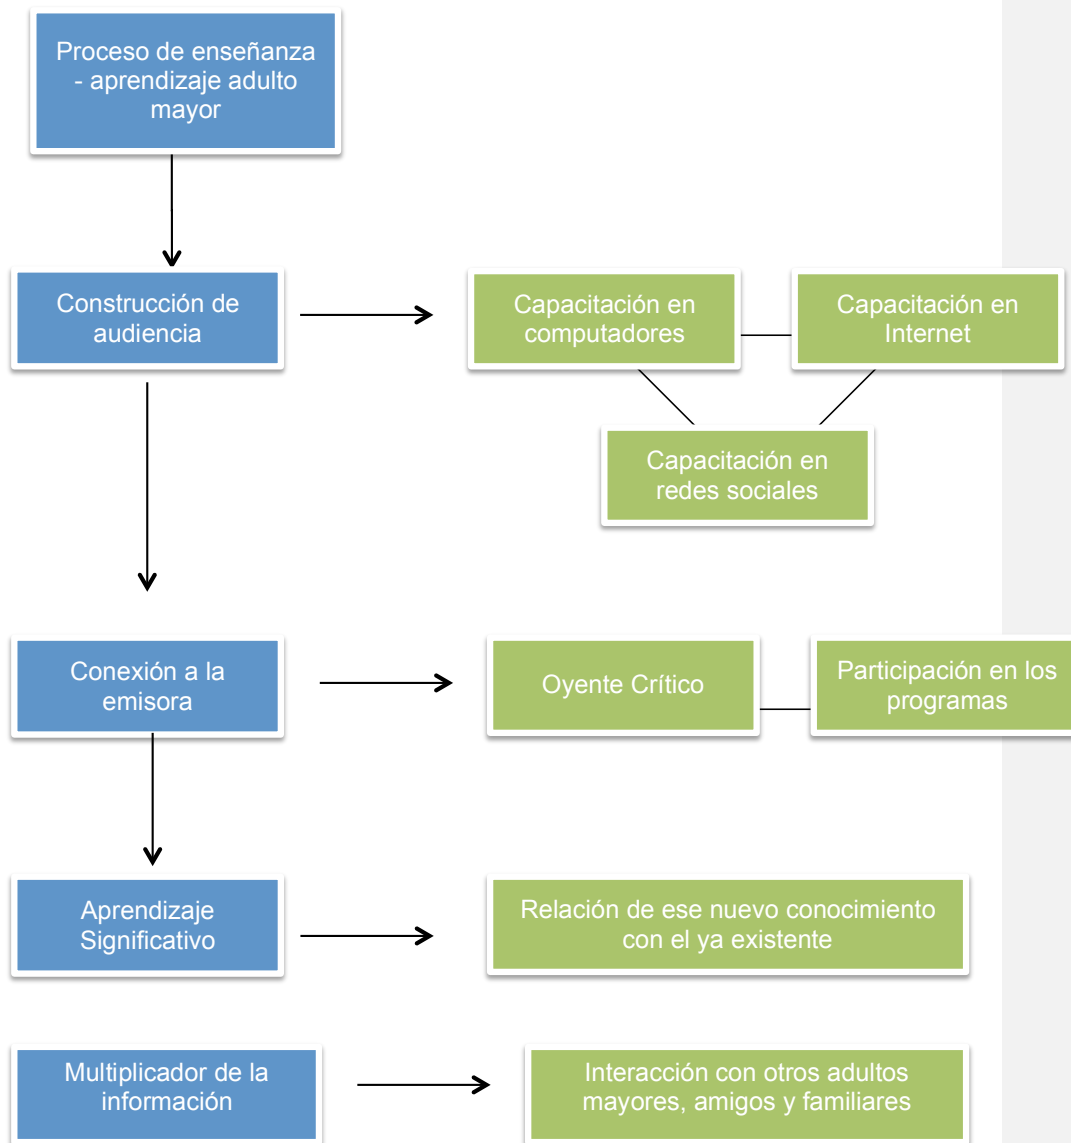 Proceso de enseñanza
- aprendizaje adulto
mayor
Construcción de
audiencia
Capacitación en
computadores
Capacitación en
Internet
Capacitación en
redes sociales
Conexión a la
emisora
Oyente Crítico
Participación en los
programas
Aprendizaje
Significativo
Relación de ese nuevo conocimiento
con el ya existente
Multiplicador de la
información
Interacción con otros adultos
mayores, amigos y familiares